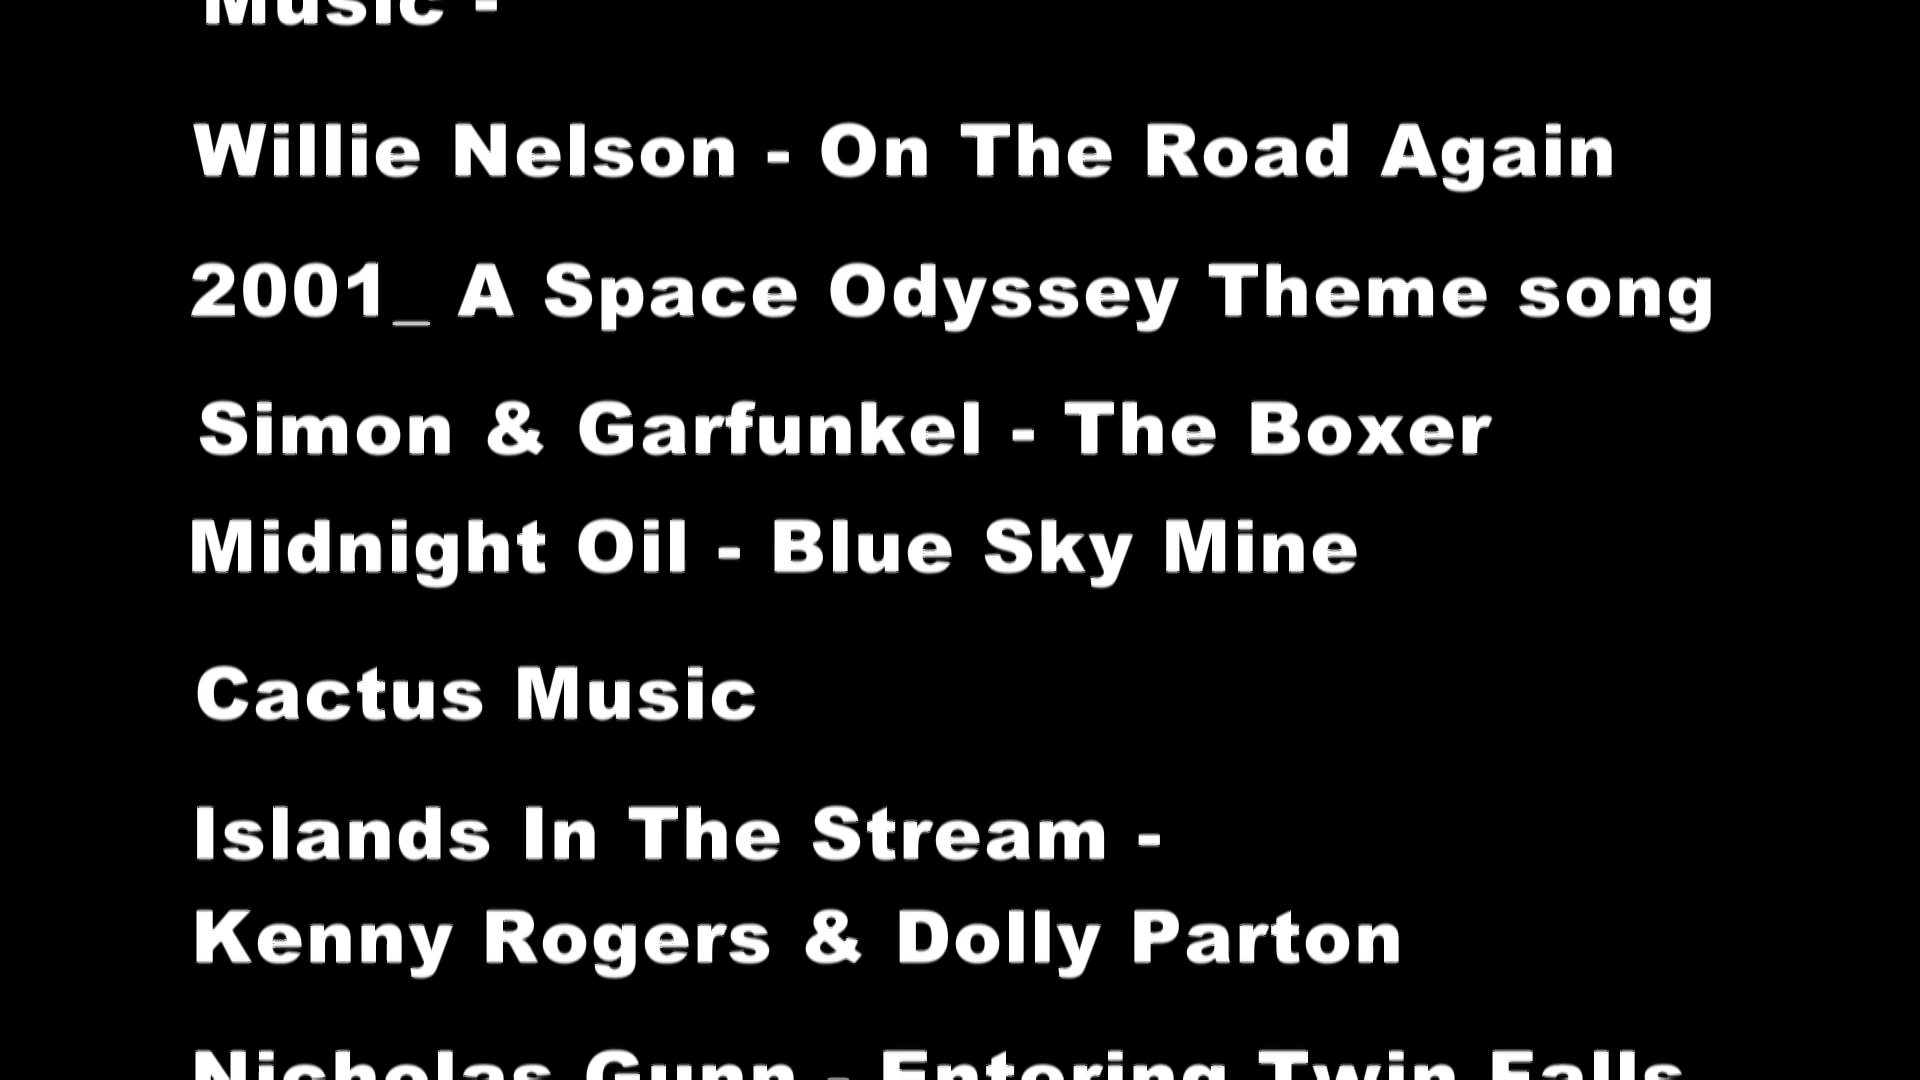 Music -
Willie Nelson - On The Road Again
2001_ A Space Odyssey Theme song
Simon & Garfunkel - The Boxer
Midnight Oil - Blue Sky Mine
Cactus Music
Islands In The Stream -
Kenny Rogers & Dolly Parton
Nicholas Gunn - Entering Twin Falls